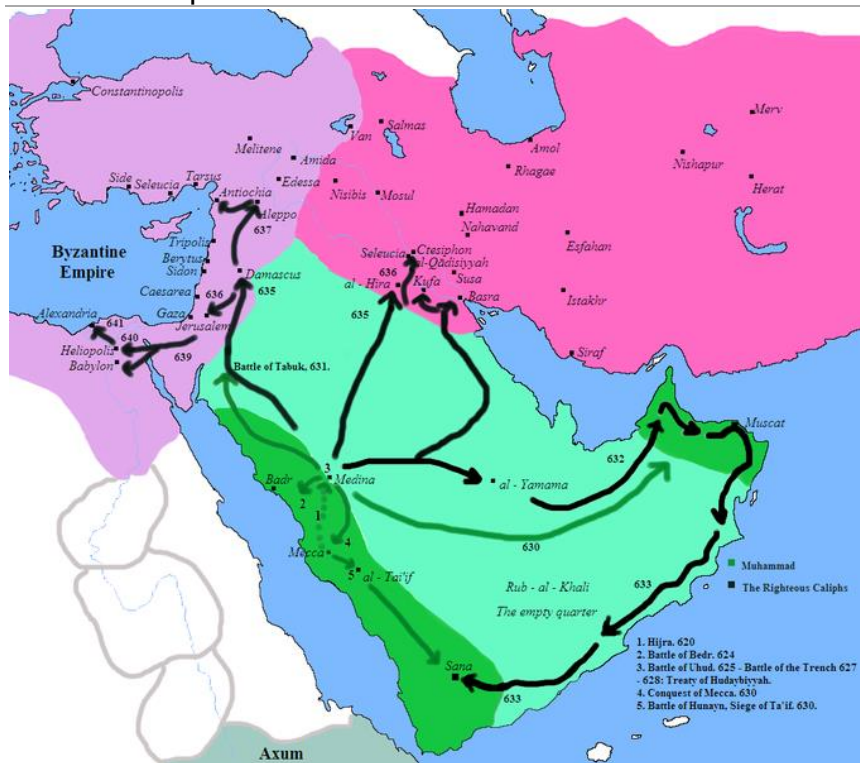 Constantinopolis
Merv
Salmas
Van
Melitene
Amol
Nishapur
Amida
Rhagae
Side
Seleucia
Tarsus
Edessa
Nisibis
Mosul
Herat
Antiochia
Aleppo
Hamadan
637
Nahavand
Esfahan
Byzantine
Empire
Tripolis
Seleucia
Ctesiphon
al-Qādisiyyah
Berytus
Sidon
Damascus
636
Susa
al - Hira
Kufa
Caesarea
636
635
Basra
Istakhr
Alexandria
641
Gaza
Jerusalem
635
640
Heliopolis
639
Siraf
Babylon
Battle of Tabuk, 631.
Muscat
632
3
Badr
Medina
al - Yamama
2
1
4
630
Mecca
5
al - Tai'if
Muhammad
Rub - al - Khali
633
The Righteous Caliphs
The empty quarter
1. Hijra. 620
2. Battle of Bedr. 624
3. Battle of Uhud. 625 - Battle of the Trench 627
- 628: Treaty of Hudaybiyyah.
4. Conquest of Mecca. 630
5. Battle of Hunayn, Siege of Ta'if. 630.
Sana
633
Axum